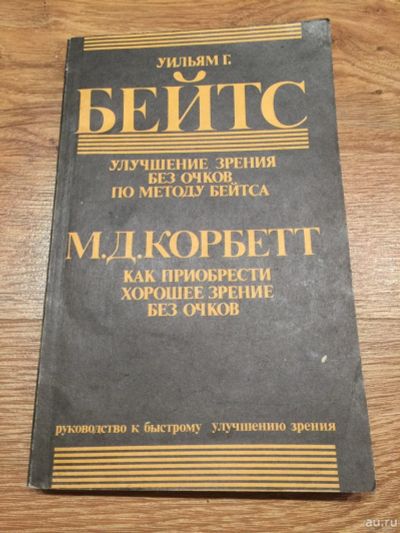 УИЛЬЯМ Г.
БЕЙТС
УЛУЧШЕНИЕ ЗРЕНИЯ
БЕЗ ОЧКОВ
ПО МЕТОДУ БЕЙТСА
М.Д.КОРБЕТТ
КАК ПРИОБРЕСТИ
ХОРОШЕЕ ЗРЕНИЕ
БЕЗ ОЧКОВ
руководство к быстрому улучшению зрения
au.ru